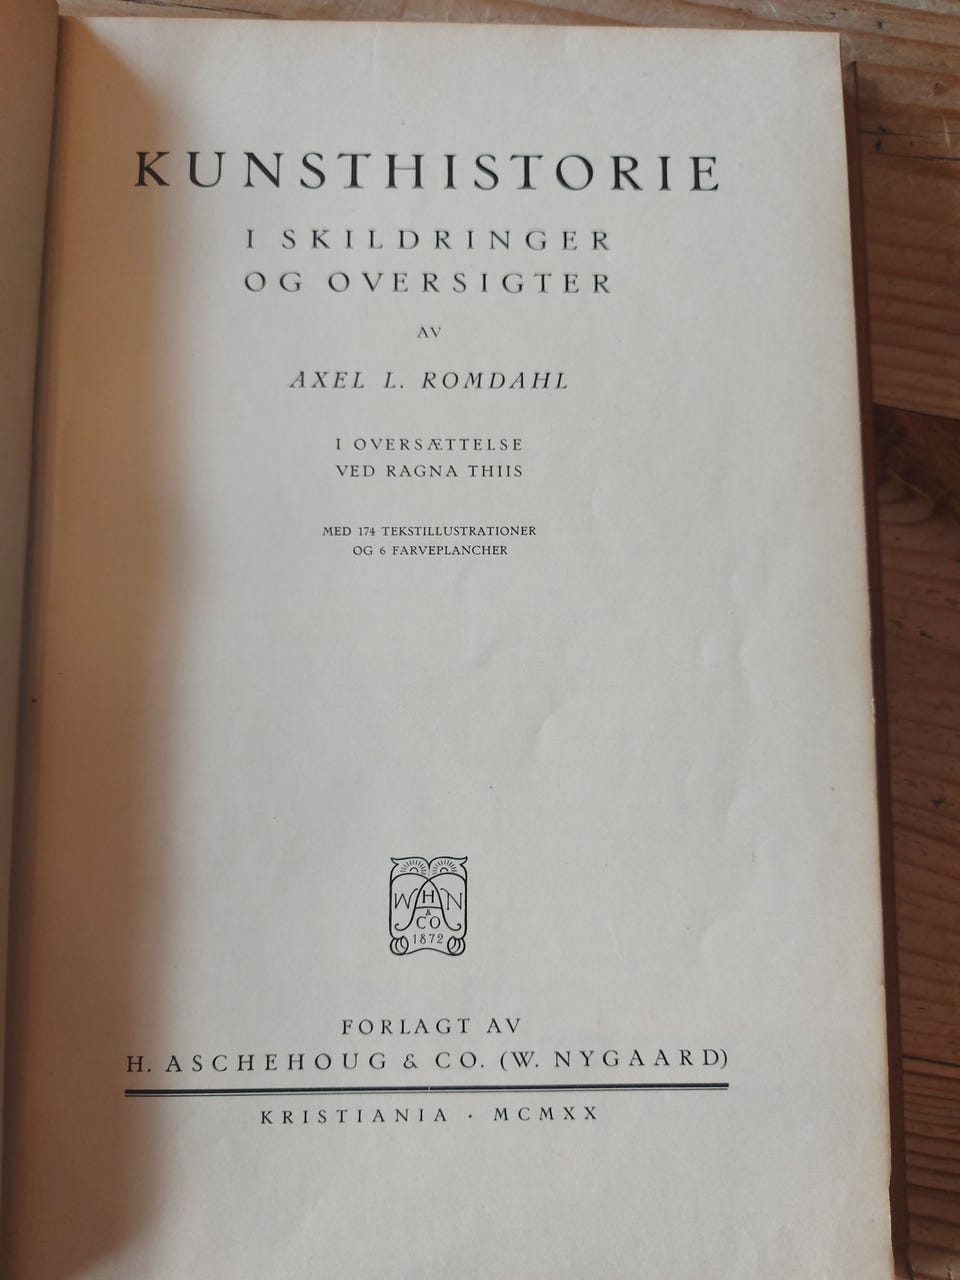 KUNSTHISTORIE
I SKILDRINGER
OG OVERSIGTER
AV
AXEL L. ROMDAHL
I OVERSÆTTELSE
VED RAGNA THIIS
MED 174 TEKSTILLUSTRATIONER
OG 6 FARVEPLANCHER
W H N
&
CO
1872
FORLAGT AV
H. ASCHEHOUG & CO. (W. NYGAARD)
KRISTIANIA · MCMXX